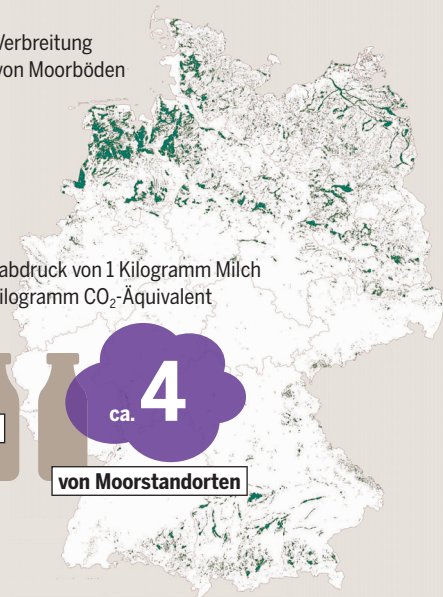 Verbreitung
von Moorböden
abdruck von 1 Kilogramm Milch
ilogramm CO₂-Äquivalent
ca. 4
von Moorstandorten